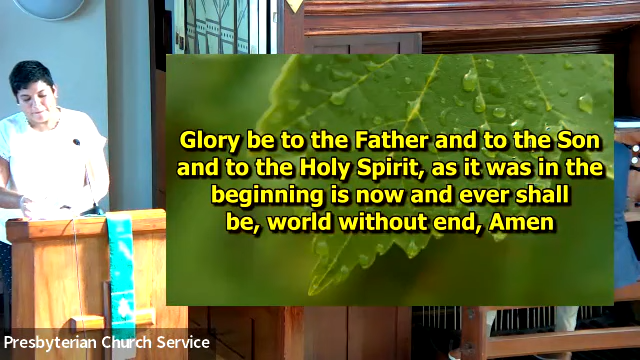 Glory be to the Father and to the Son
and to the Holy Spirit, as it was in the
beginning is now and ever shall
be, world without end, Amen
Presbyterian Church Service